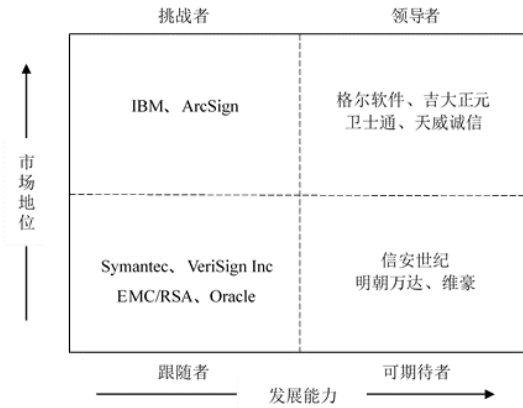 挑战者
领导者
IBM、ArcSign
格尔软件、吉大正元
卫士通、天威诚信
市场地位
Symantec、VeriSign Inc
EMC/RSA、Oracle
信安世纪
明朝万达、维豪
跟随者
可期待者
发展能力